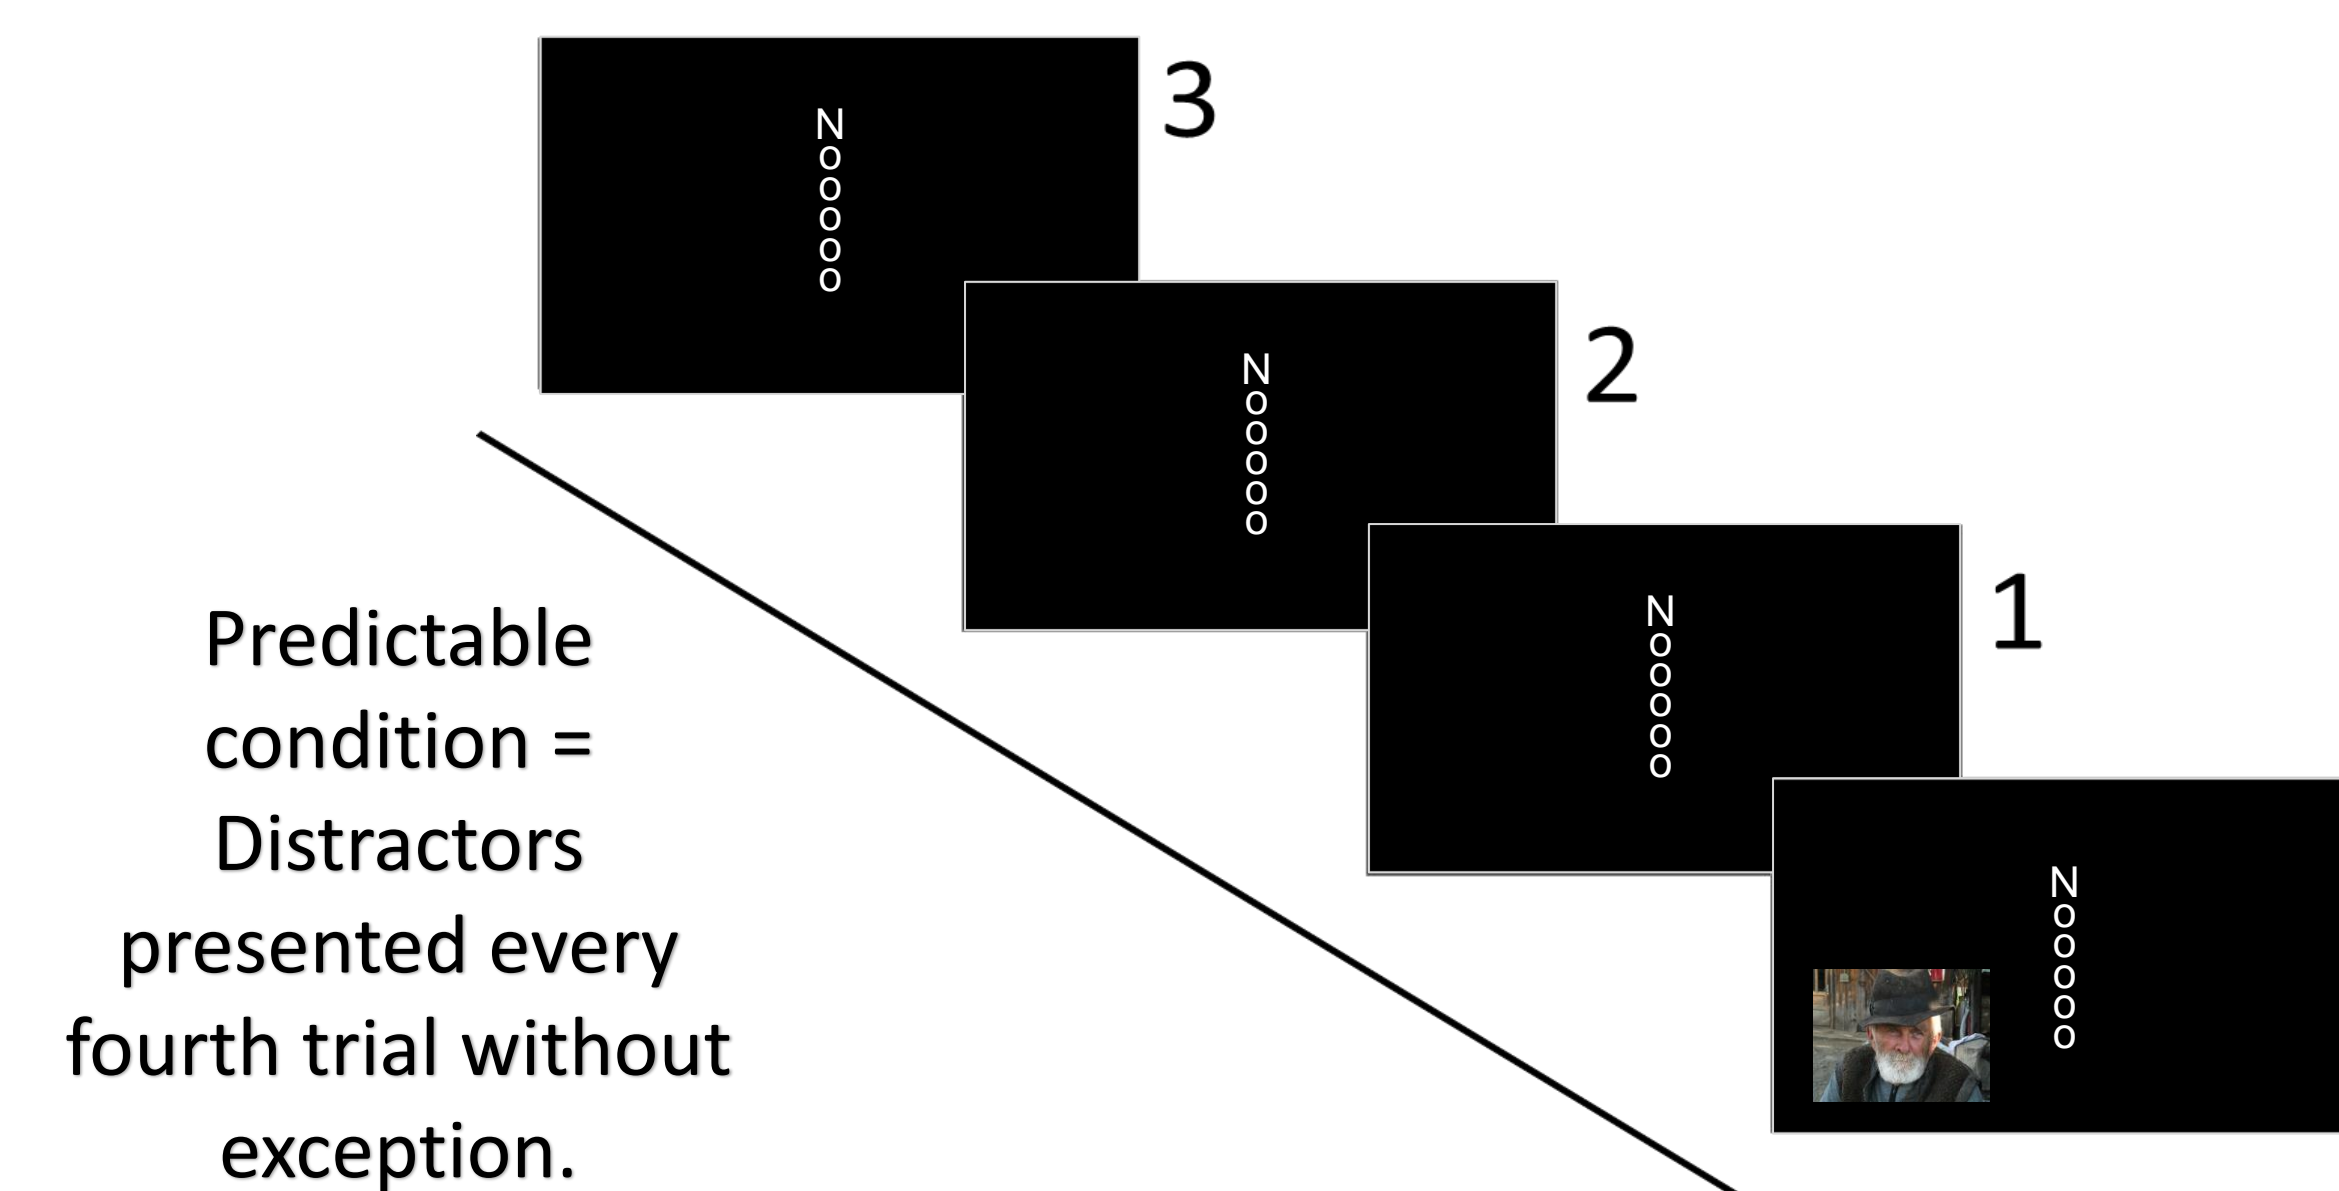 N
o
o
o
o
o
3
N
o
o
o
o
o
2
N
o
o
o
o
o
1
N
o
o
o
o
o
Predictable
condition =
Distractors
presented every
fourth trial without
exception.